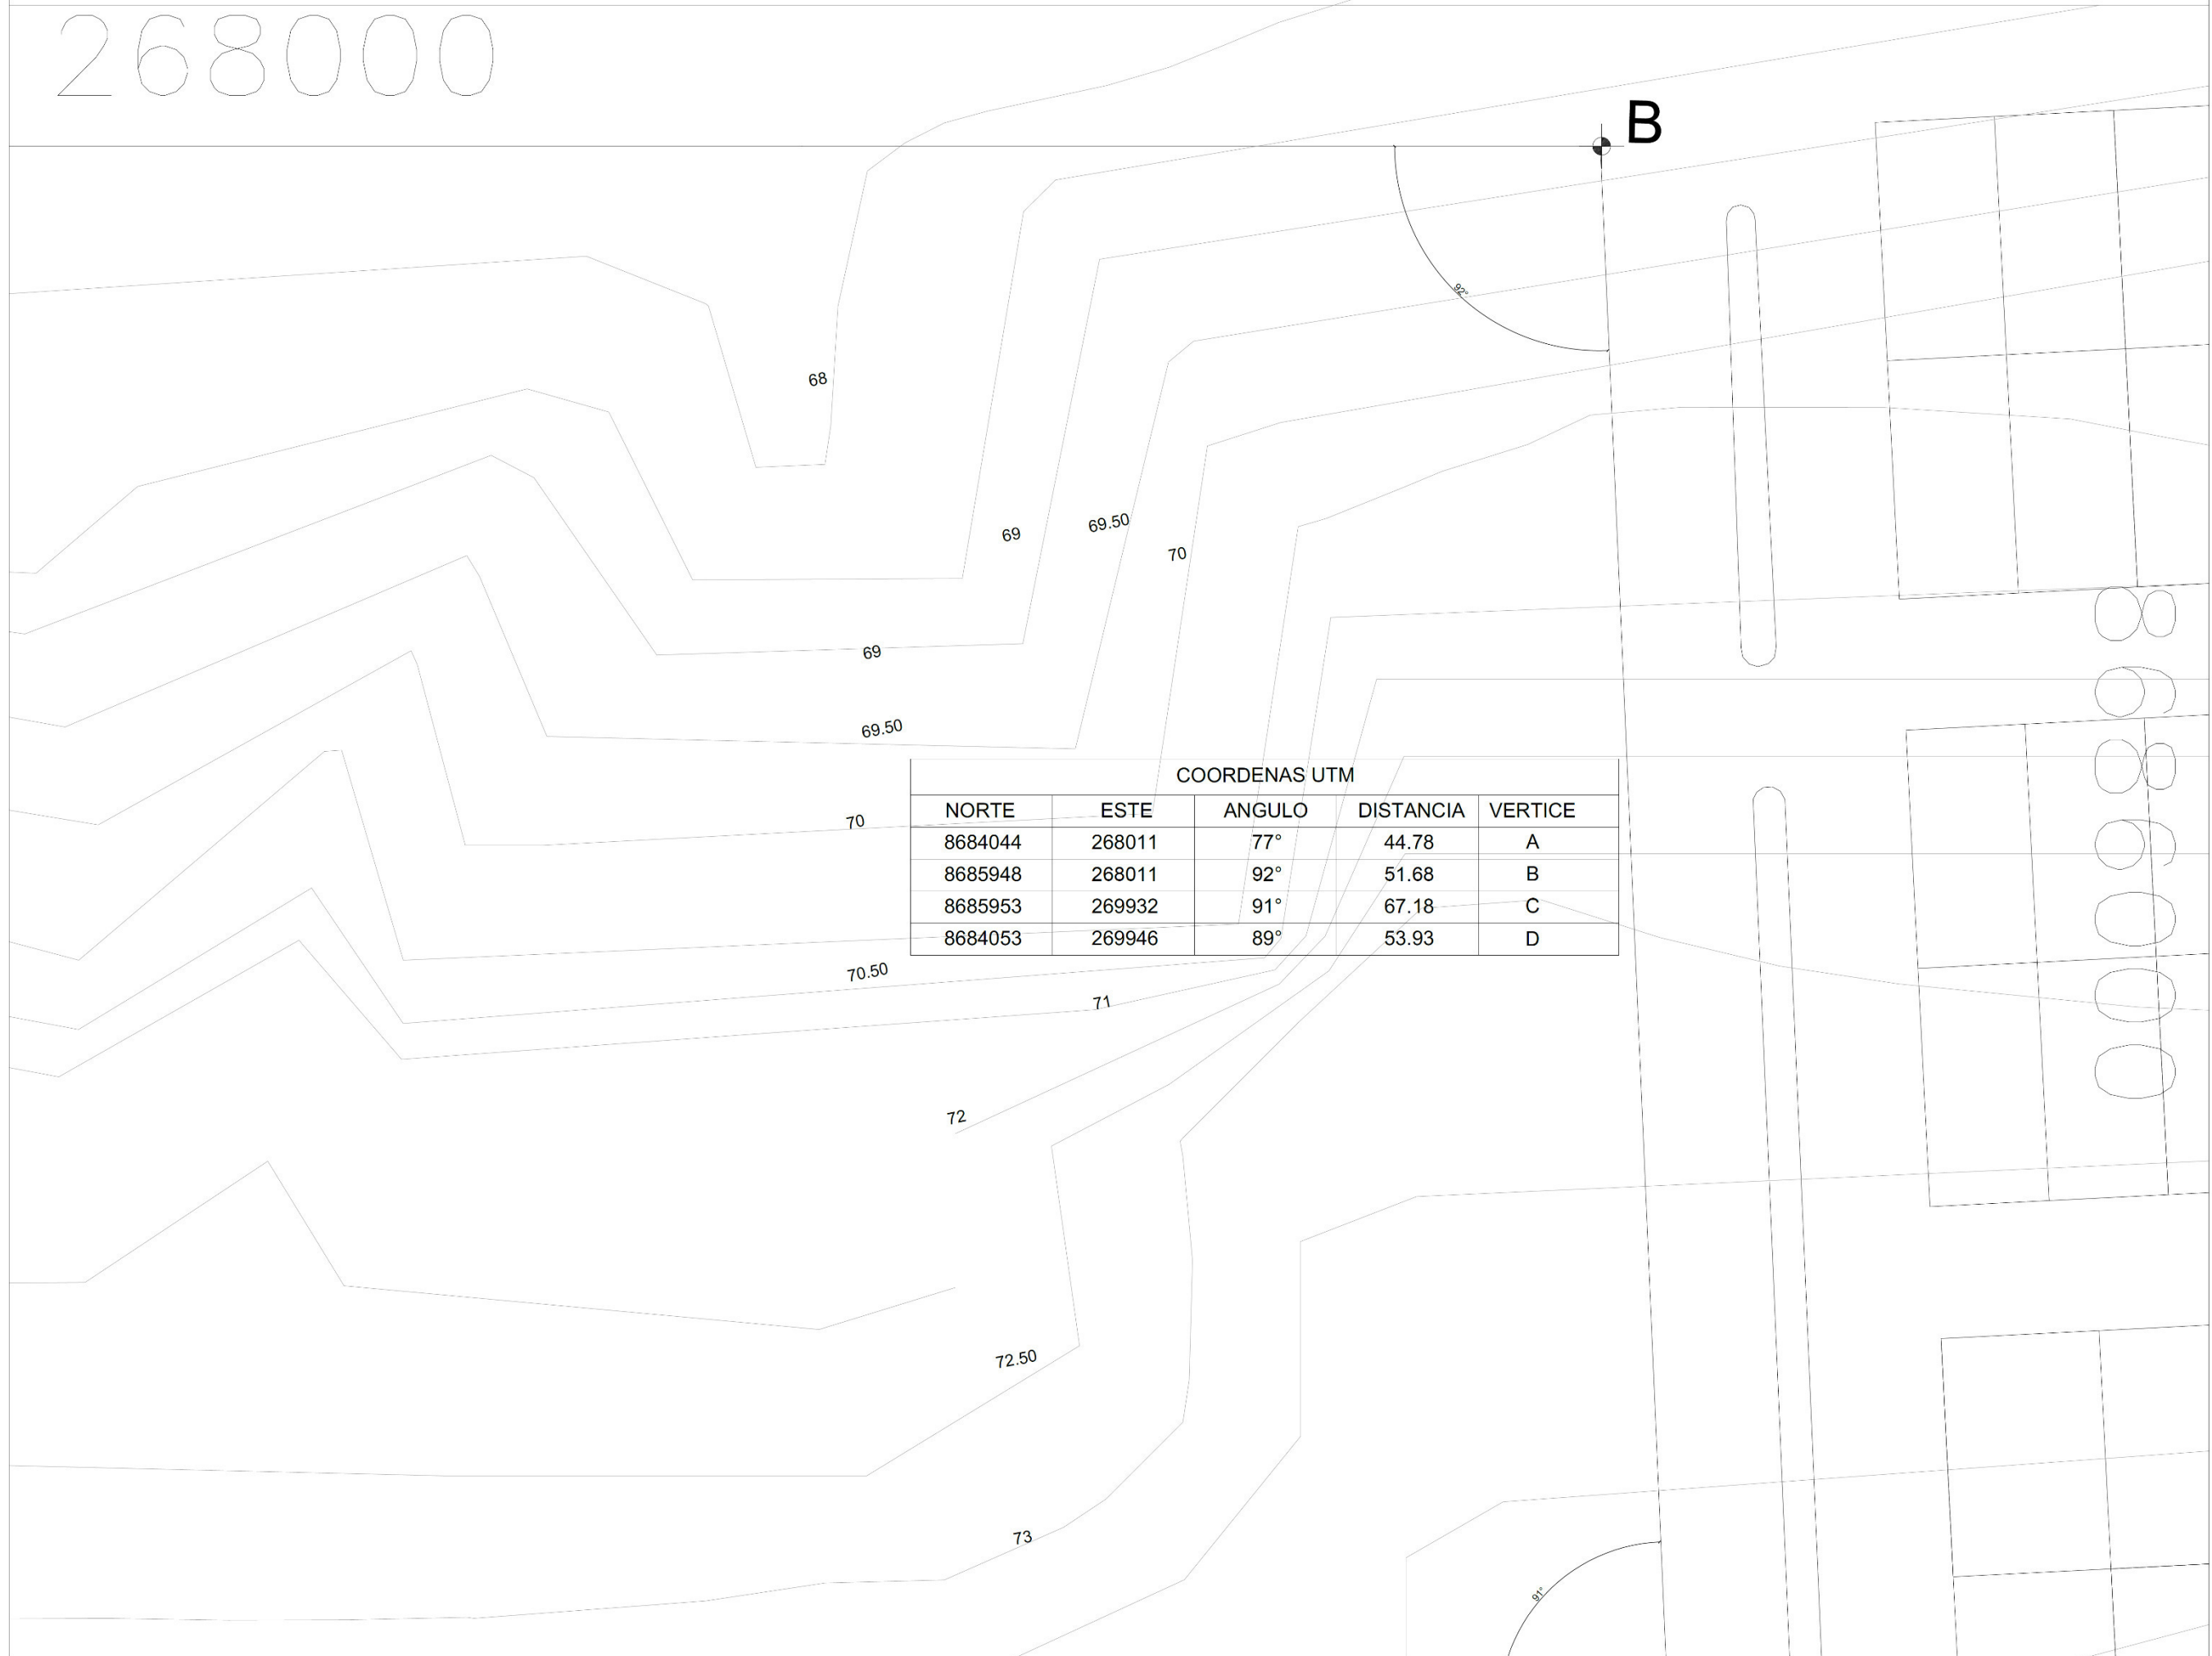 268000
B
92°
68
69
69.50
70
69
69.50
COORDENAS UTM
NORTE ESTE ANGULO DISTANCIA VERTICE
8684044 268011 77° 44.78 A
8685948 268011 92° 51.68 B
8685953 269932 91° 67.18 C
8684053 269946 89° 53.93 D
8686000
70
70.50
71
72
72.50
73
91°